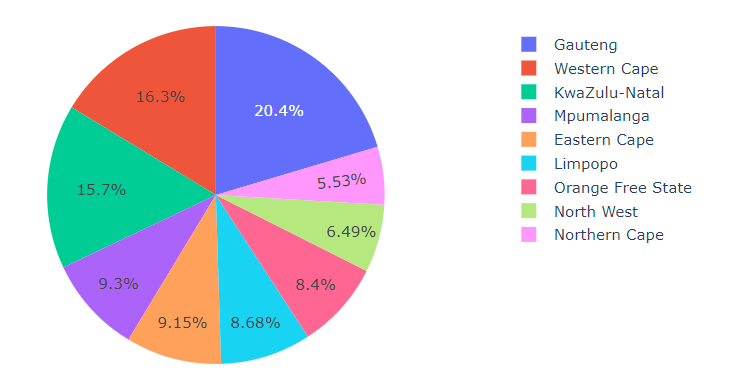 16.3%
20.4%
15.7%
5.53%
6.49%
9.3%
8.4%
9.15%
8.68%
Gauteng
Western Cape
KwaZulu-Natal
Mpumalanga
Eastern Cape
Limpopo
Orange Free State
North West
Northern Cape